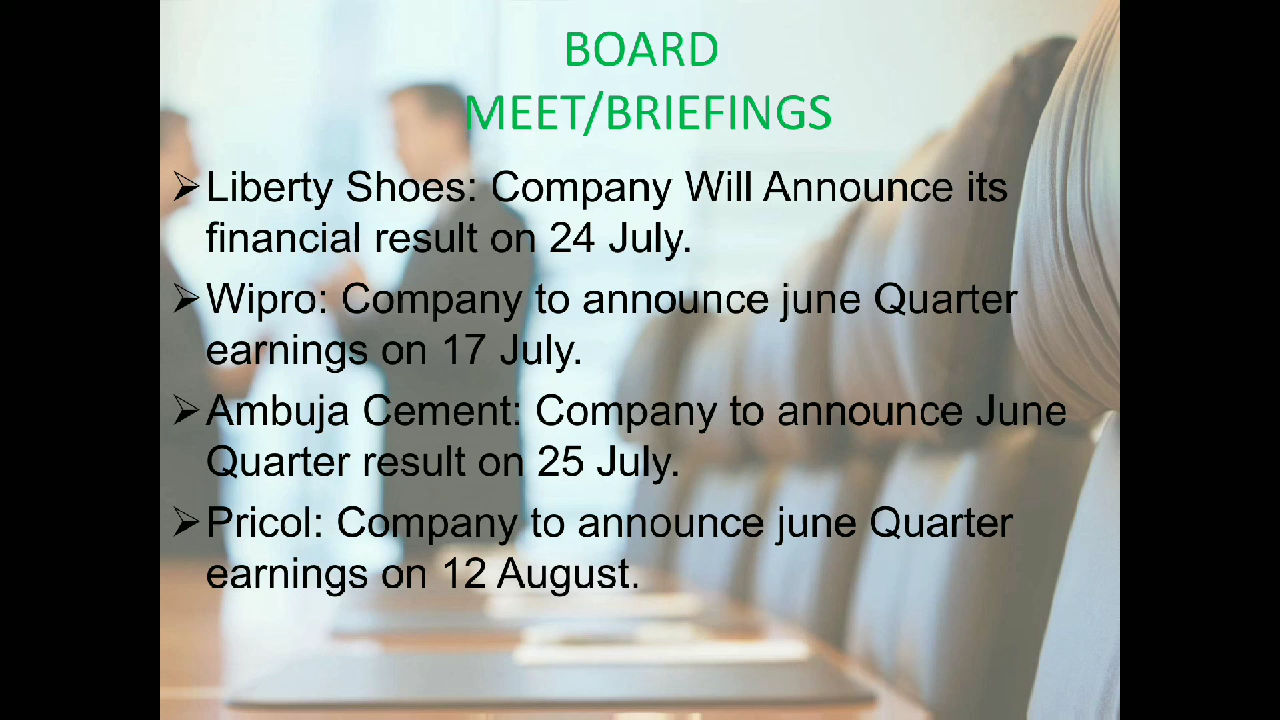 BOARD
MEET/BRIEFINGS
➢Liberty Shoes: Company Will Announce its
financial result on 24 July.
➢Wipro: Company to announce june Quarter
earnings on 17 July.
➢Ambuja Cement: Company to announce June
Quarter result on 25 July.
➢Pricol: Company to announce june Quarter
earnings on 12 August.